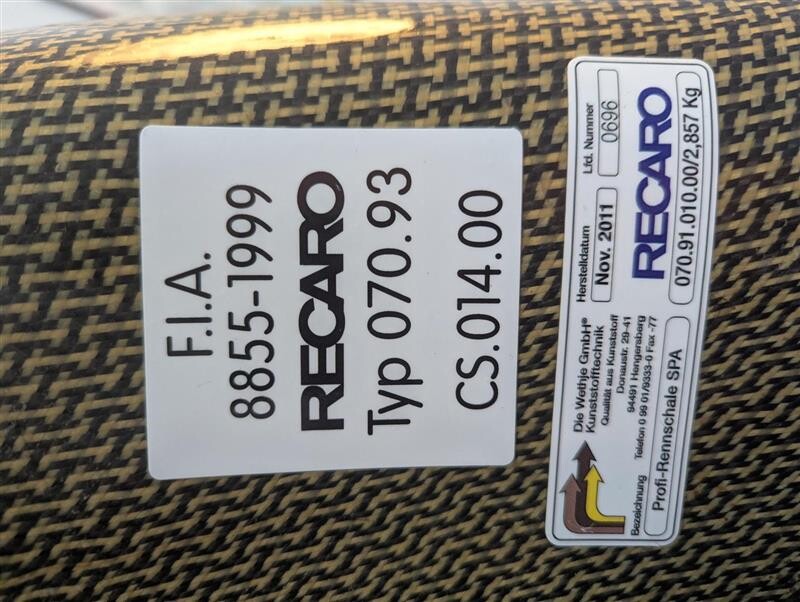 F.I.A.
8855-1999
RECARO
Typ 070.93
CS.014.00
Die Wethje GmbH®
Kunststofftechnik
Qualität aus Kunststoff
Donaustr. 29-41
94491 Hengersberg
Telefon 0 99 01/9333-0 Fax -77
Herstelldatum
Nov. 2011
Lfd. Nummer
0696
RECARO
Bezeichnung
Profi-Rennschale SPA
070.91.010.00/2,857 Kg